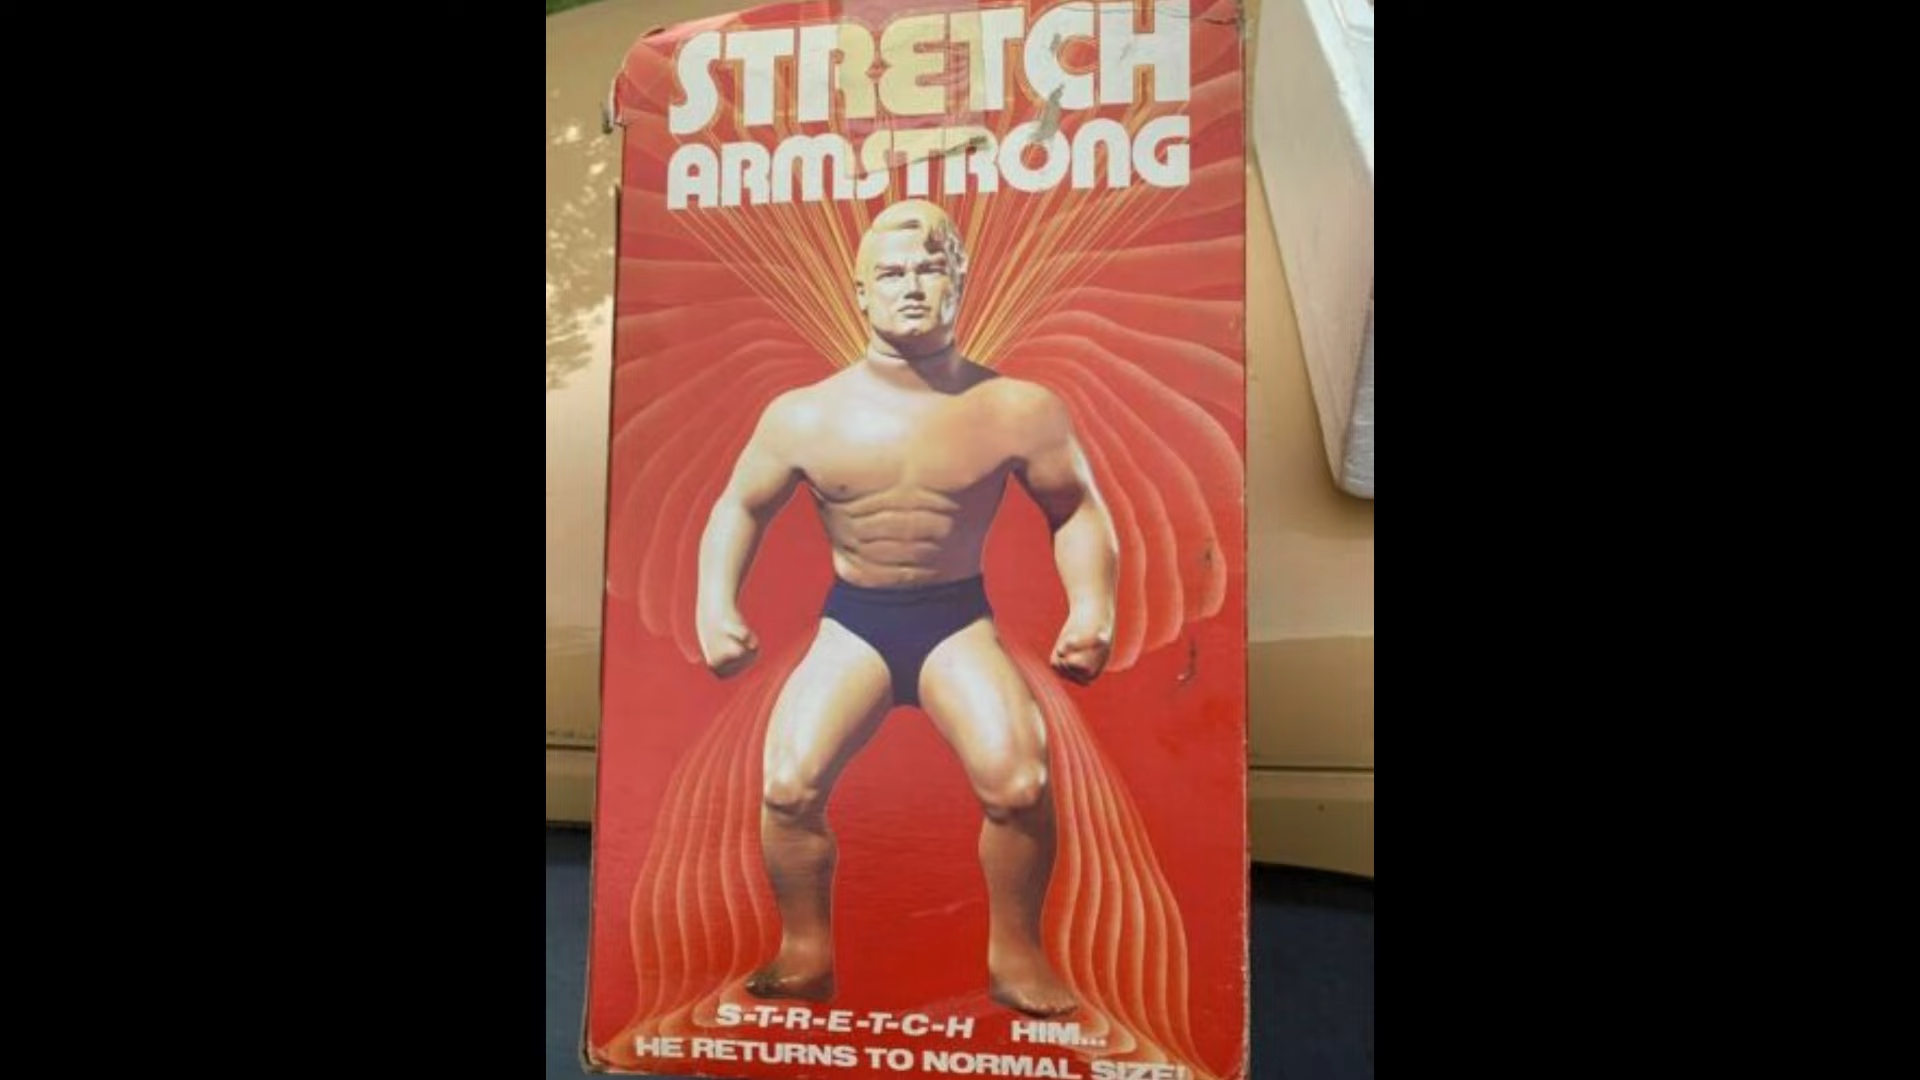 STRETCH
ARMSTRONG
S-T-R-E-T-C-H HIM...
HE RETURNS TO NORMAL SIZE!